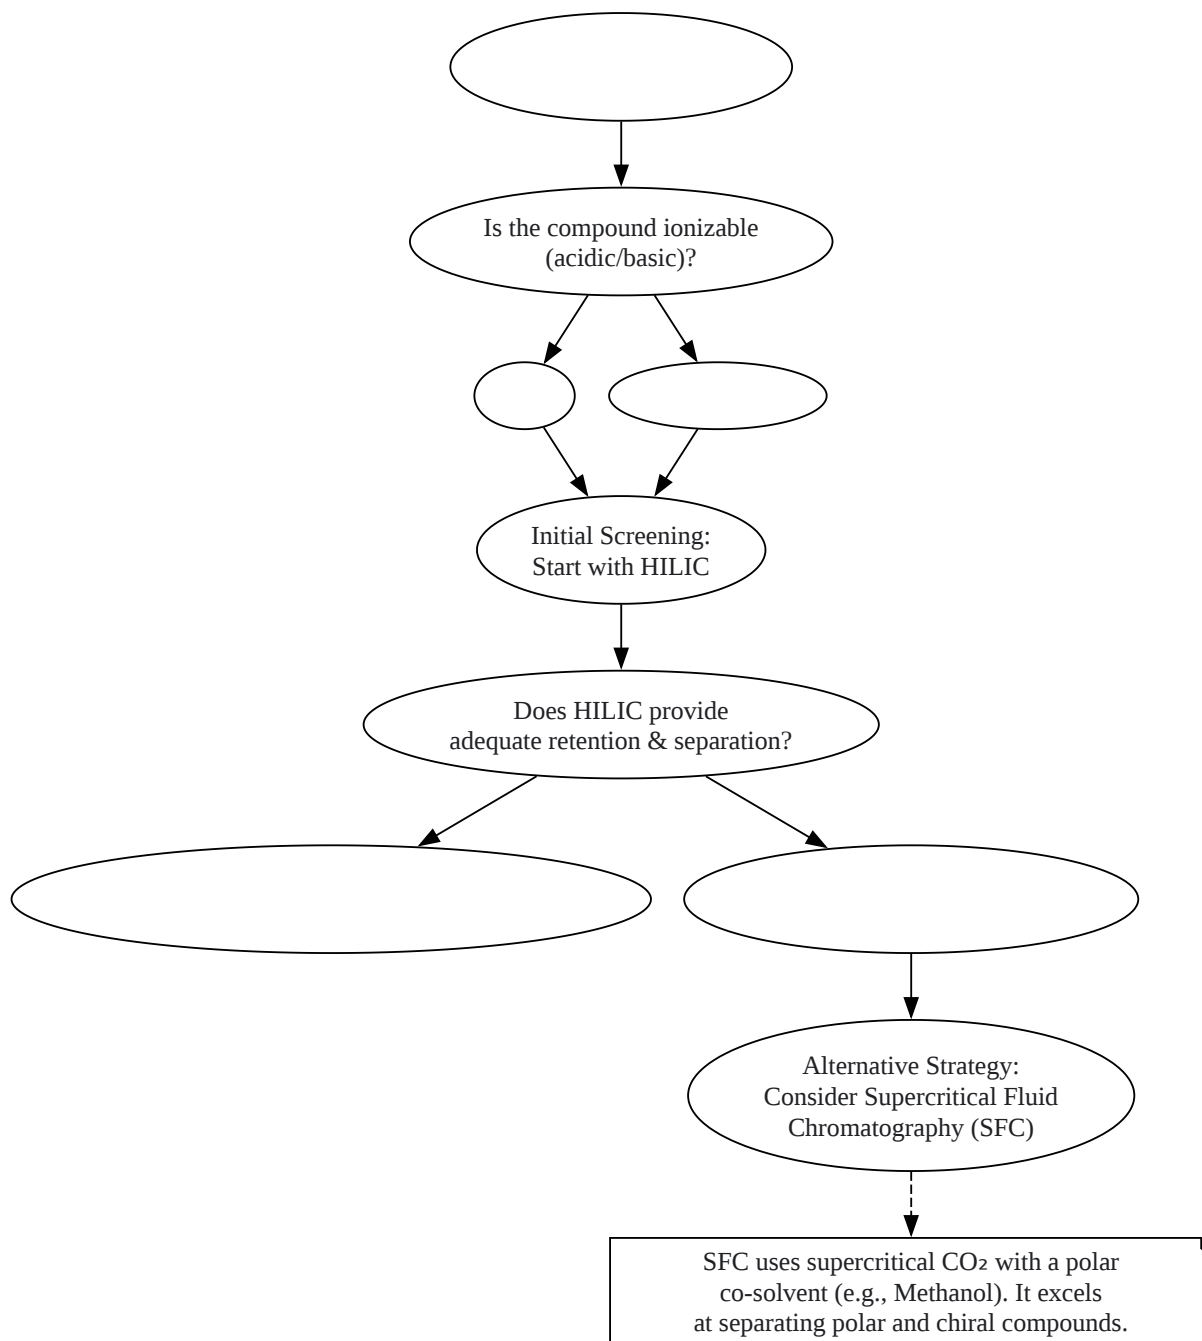 Is the compound ionizable
(acidic/basic)?
Initial Screening:
Start with HILIC
Does HILIC provide
adequate retention & separation?
Alternative Strategy:
Consider Supercritical Fluid
Chromatography (SFC)
SFC uses supercritical CO₂ with a polar
co-solvent (e.g., Methanol). It excels
at separating polar and chiral compounds.